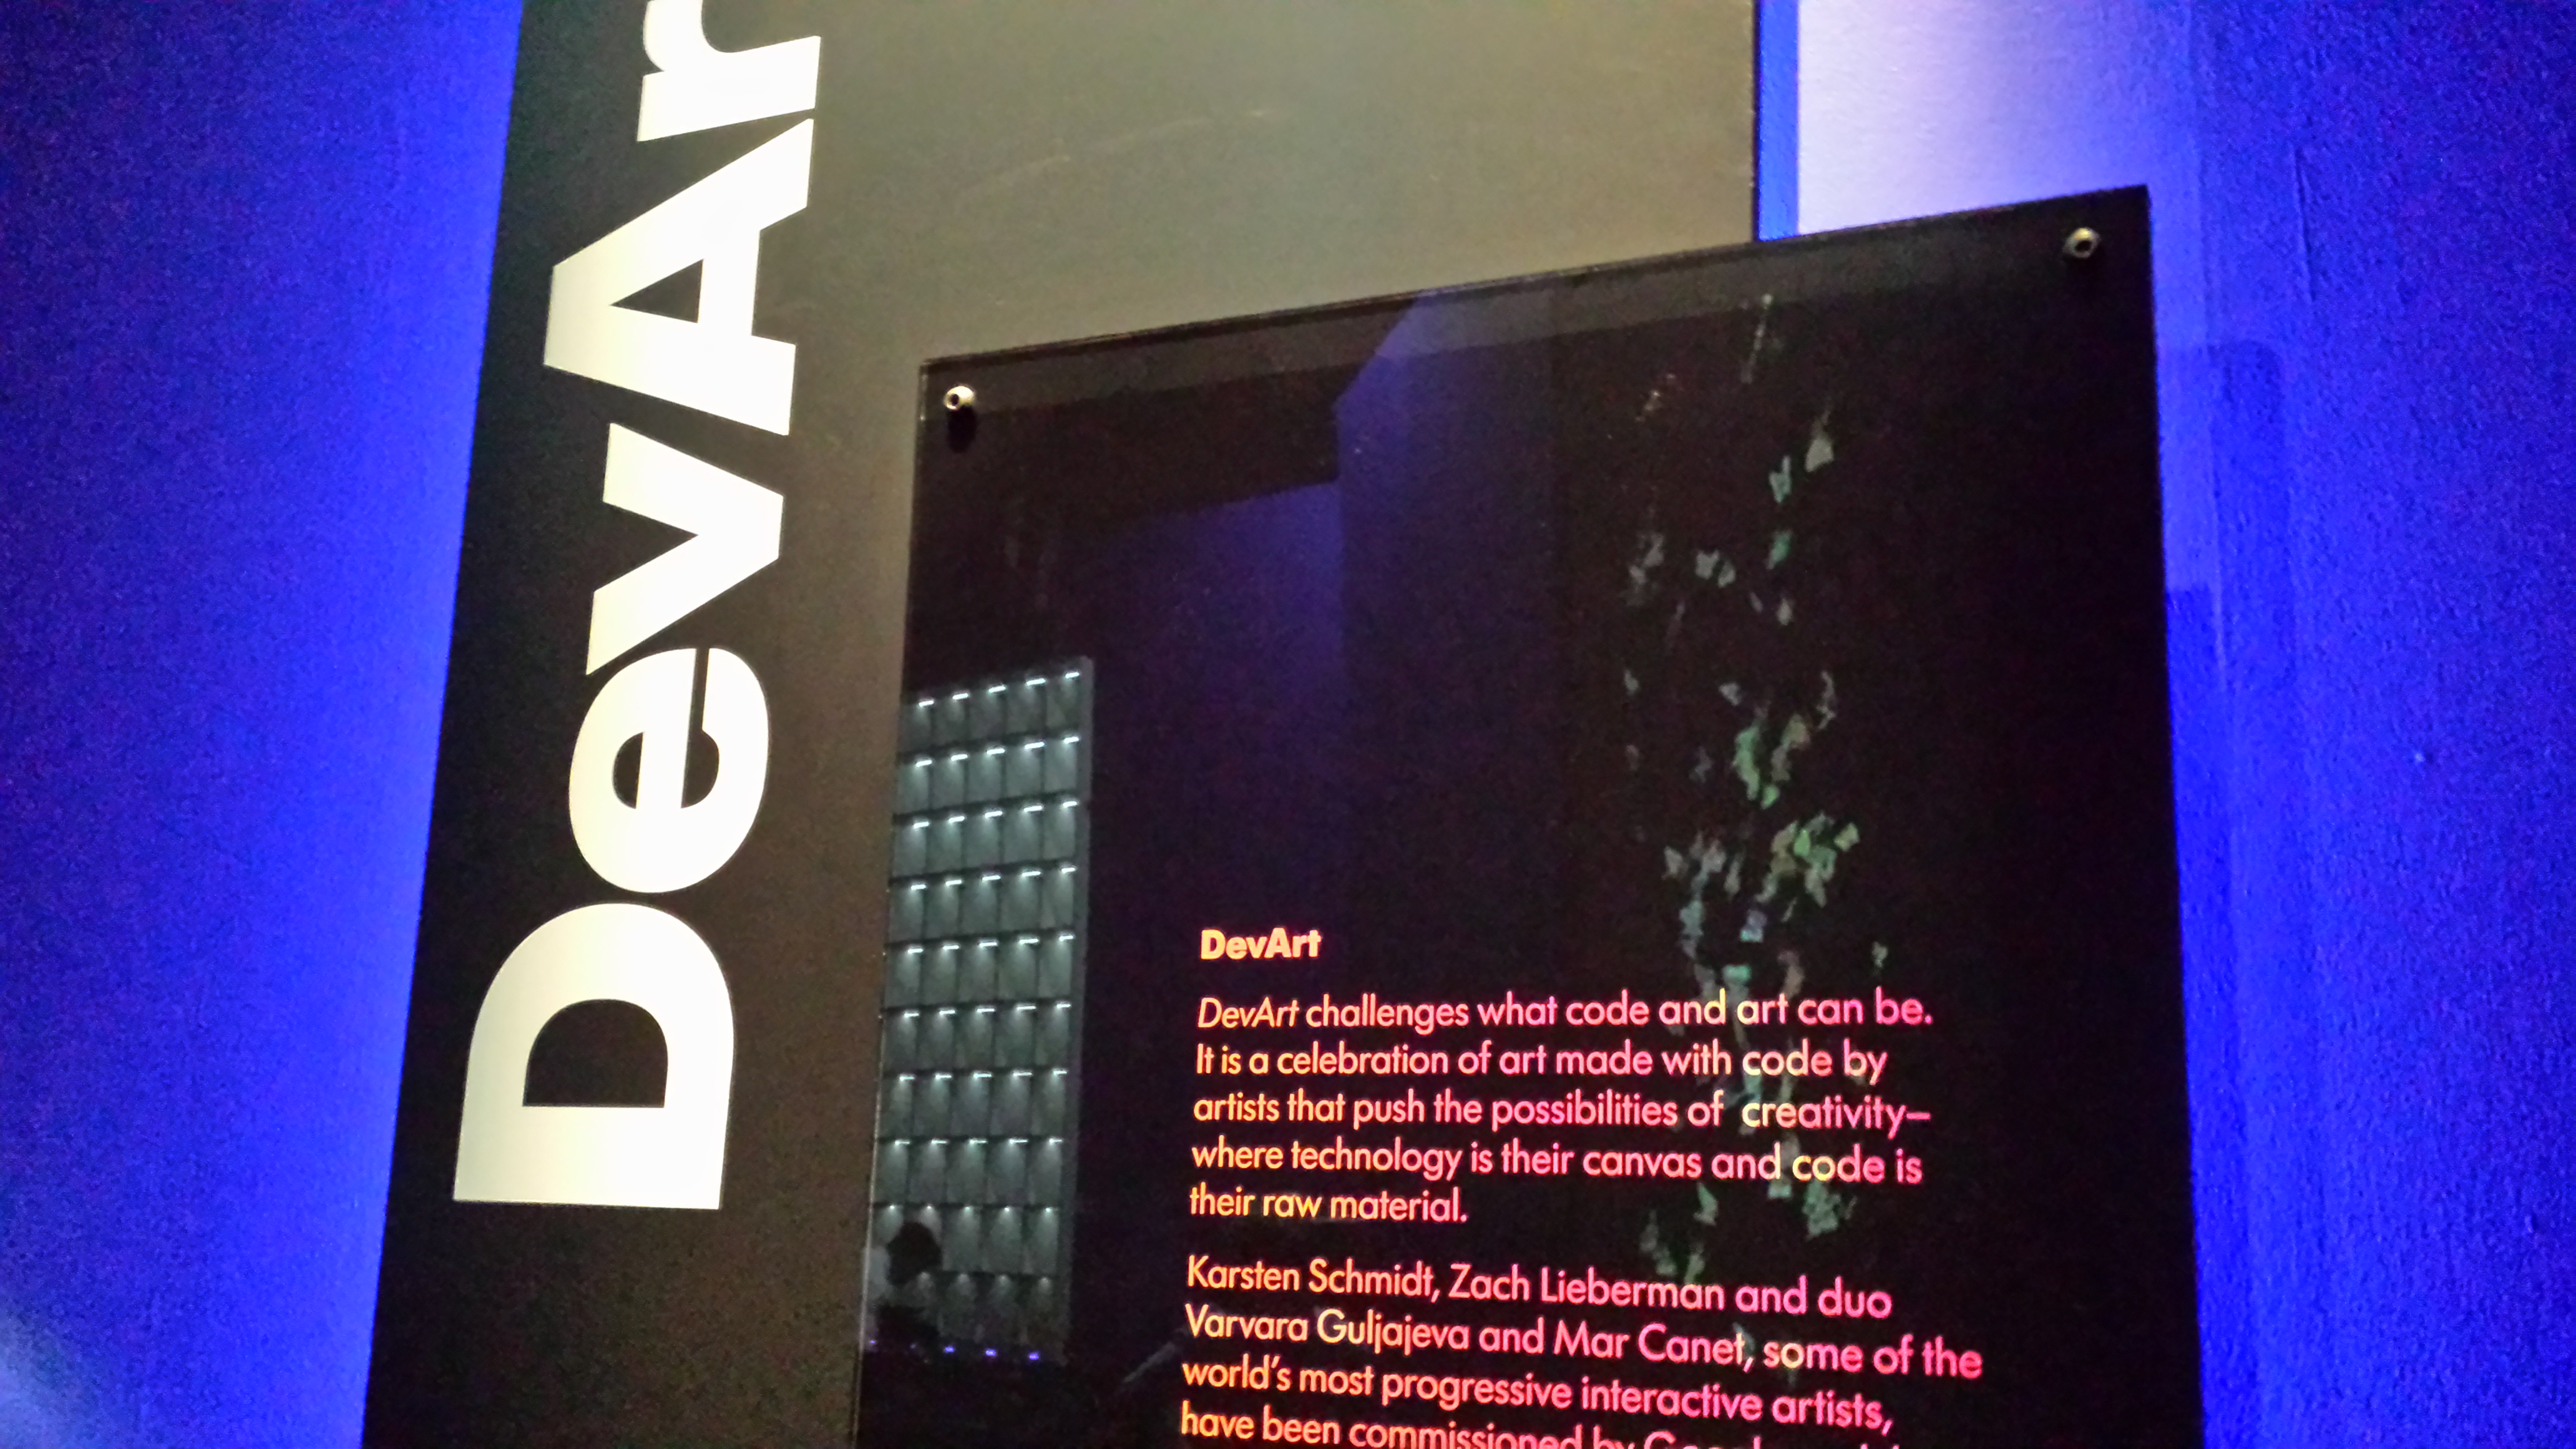 DevAr
DevArt
DevArt challenges what code and art can be.
It is a celebration of art made with code by
artists that push the possibilities of creativity–
where technology is their canvas and code is
their raw material.
Karsten Schmidt, Zach Lieberman and duo
Varvara Guljajeva and Mar Canet, some of the
world's most progressive interactive artists,
have been commissioned by